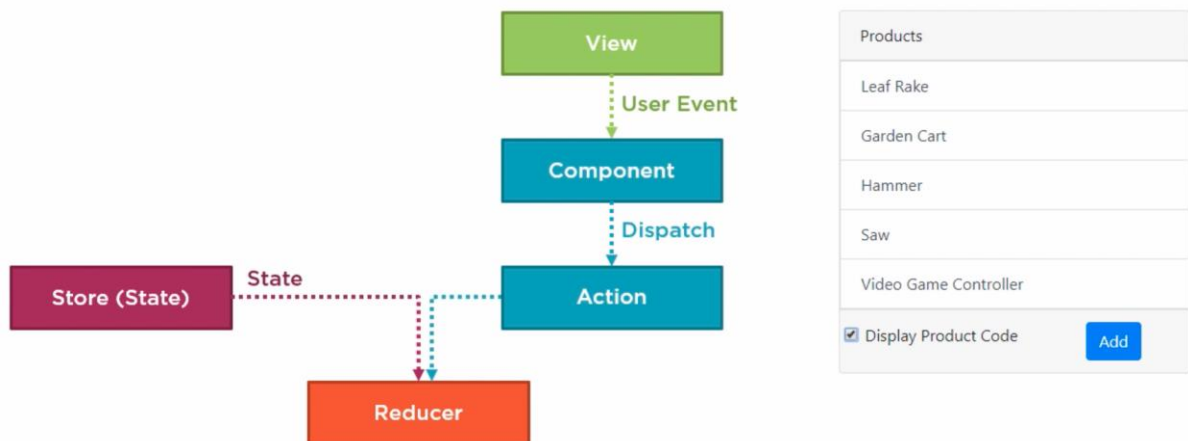 View
User Event
Component
Dispatch
Store (State)
State
Action
Reducer
Products
Leaf Rake
Garden Cart
Hammer
Saw
Video Game Controller
Display Product Code
Add